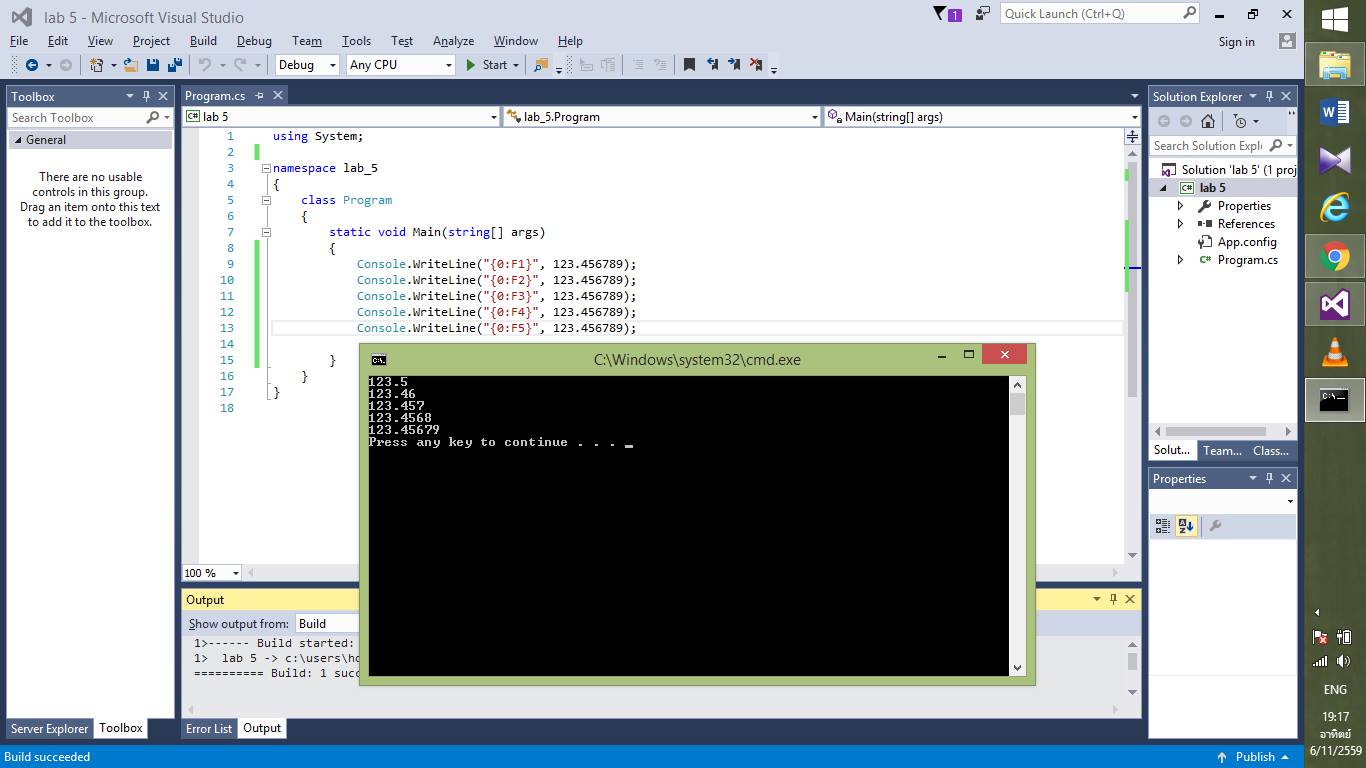 lab 5 - Microsoft Visual Studio
1
Quick Launch (Ctrl+Q)
File Edit View Project Build Debug Team Tools Test Analyze Window Help
Sign in
Debug Any CPU Start
Toolbox
Search Toolbox
General
There are no usable
controls in this group.
Drag an item onto this text
to add it to the toolbox.
Server Explorer Toolbox
Program.cs
C# lab 5 lab_5.Program Main(string[] args)
1 using System;
2
3 namespace lab_5
4 {
5 class Program
6 {
7 static void Main(string[] args)
8 {
9 Console.WriteLine("{0:F1}", 123.456789);
10 Console.WriteLine("{0:F2}", 123.456789);
11 Console.WriteLine("{0:F3}", 123.456789);
12 Console.WriteLine("{0:F4}", 123.456789);
13 Console.WriteLine("{0:F5}", 123.456789);
14
15 }
16 }
17 }
18
100 %
C:\Windows\system32\cmd.exe
123.5
123.46
123.457
123.4568
123.45679
Press any key to continue . . . _
Output
Show output from: Build
1>------ Build started:
1> lab 5 -> c:\users\ho
========== Build: 1 succ
Error List Output
Solution Explorer
Search Solution Expl
Solution 'lab 5' (1 proj
C# lab 5
Properties
References
App.config
C# Program.cs
Solut... Team... Class...
Properties
Build succeeded
Publish
ENG
19:17
อาทิตย์
6/11/2559